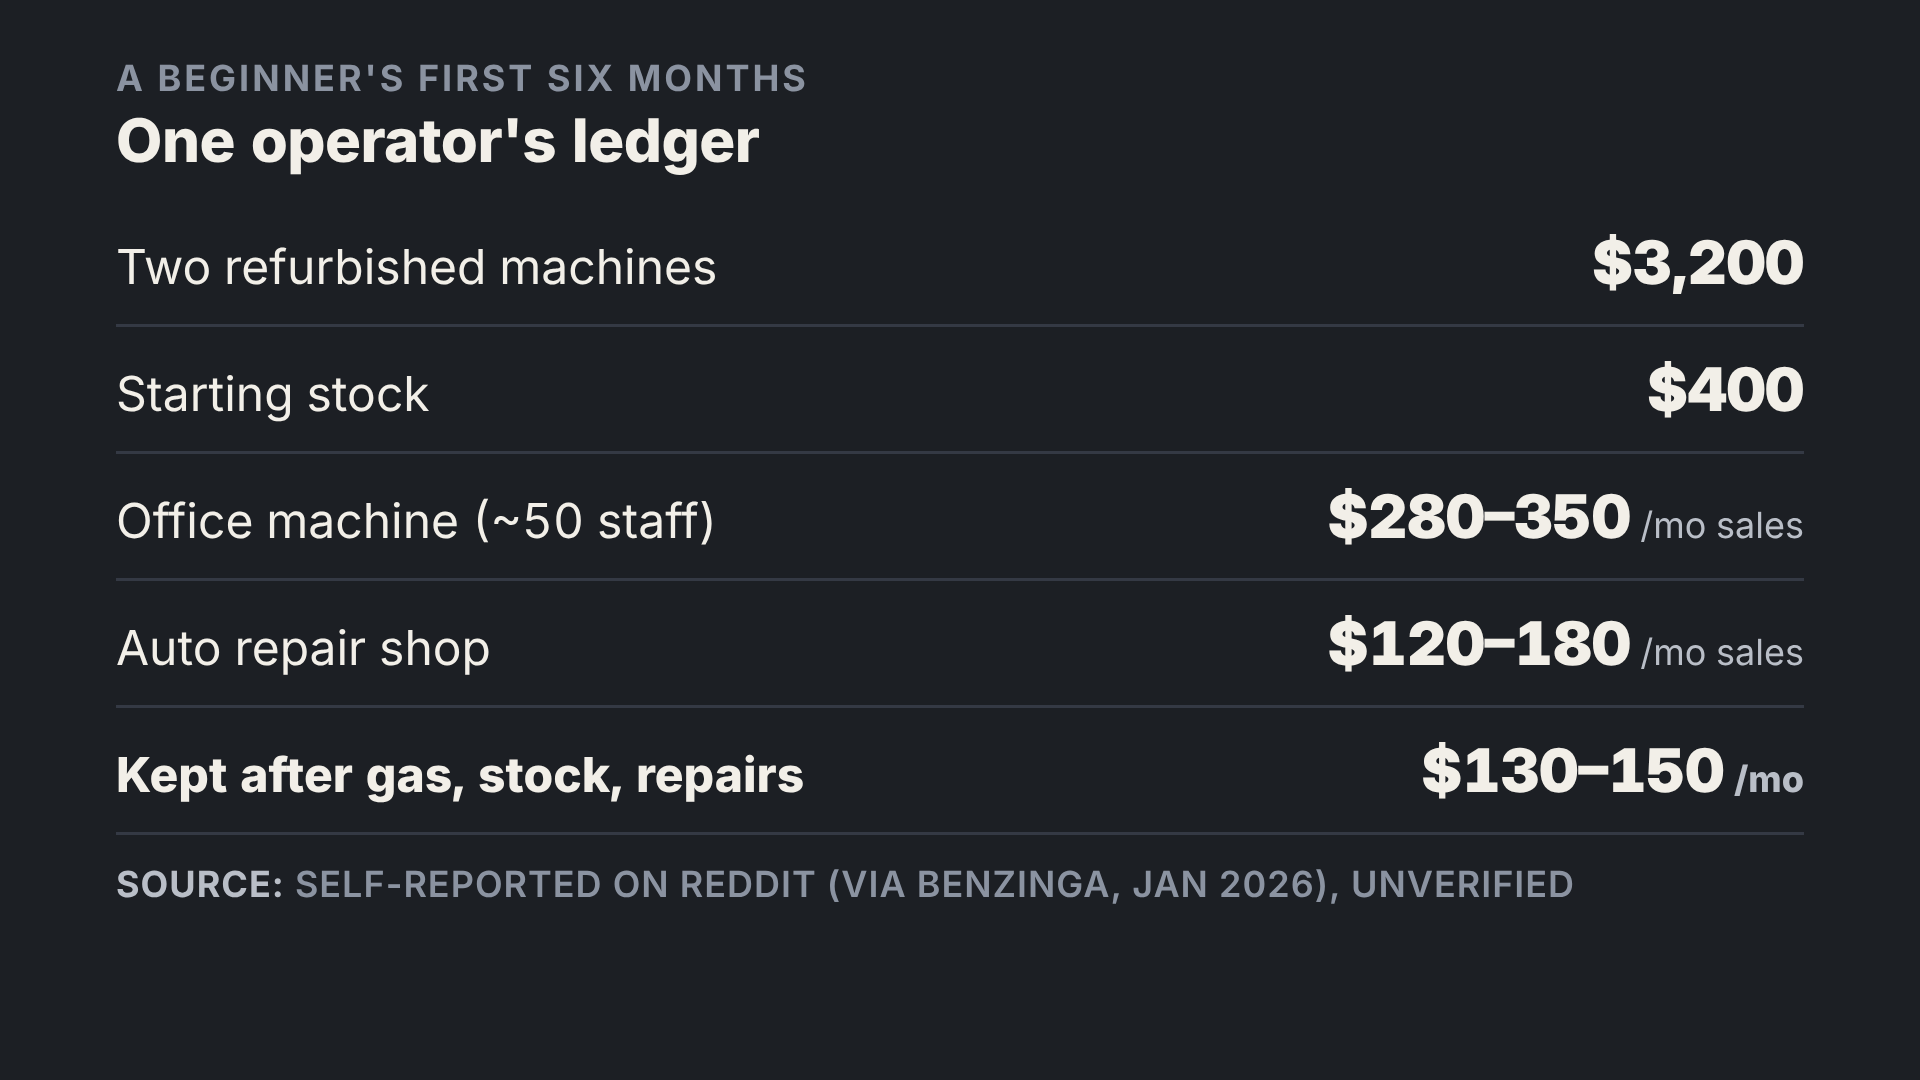 A BEGINNER'S FIRST SIX MONTHS
One operator's ledger
Two refurbished machines $3,200
Starting stock $400
Office machine (~50 staff) $280–350 /mo sales
Auto repair shop $120–180 /mo sales
Kept after gas, stock, repairs $130–150 /mo
SOURCE: SELF-REPORTED ON REDDIT (VIA BENZINGA, JAN 2026), UNVERIFIED